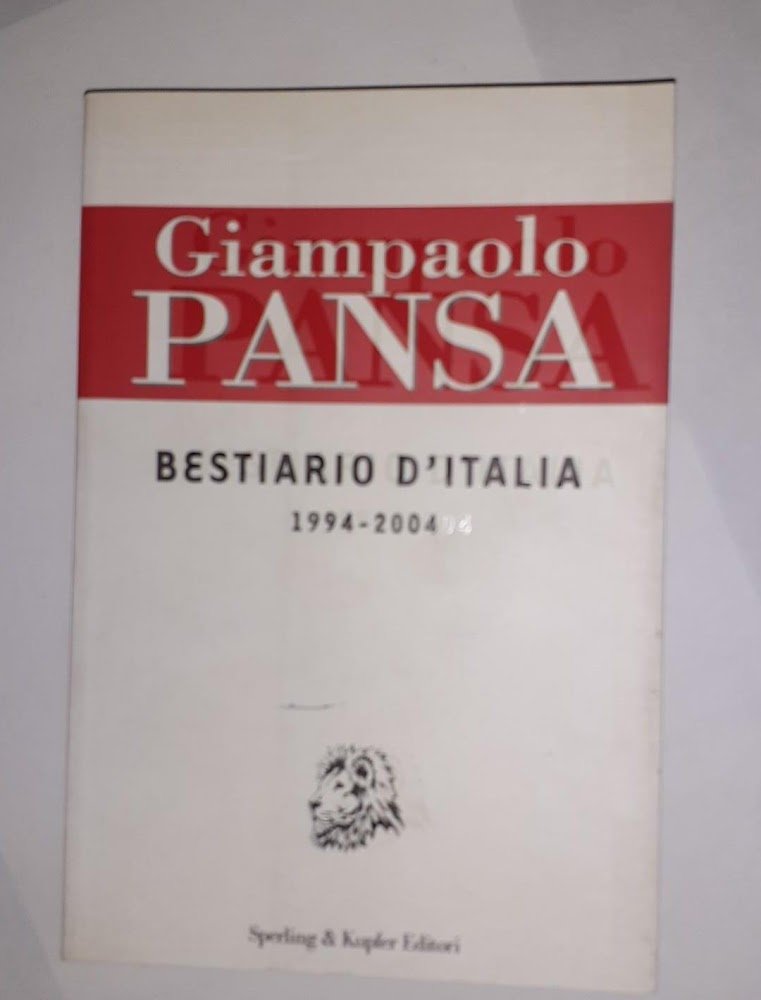 Giampaolo
PANSA
BESTIARIO D'ITALIA
1994-2004
Sperling & Kupfer Editori